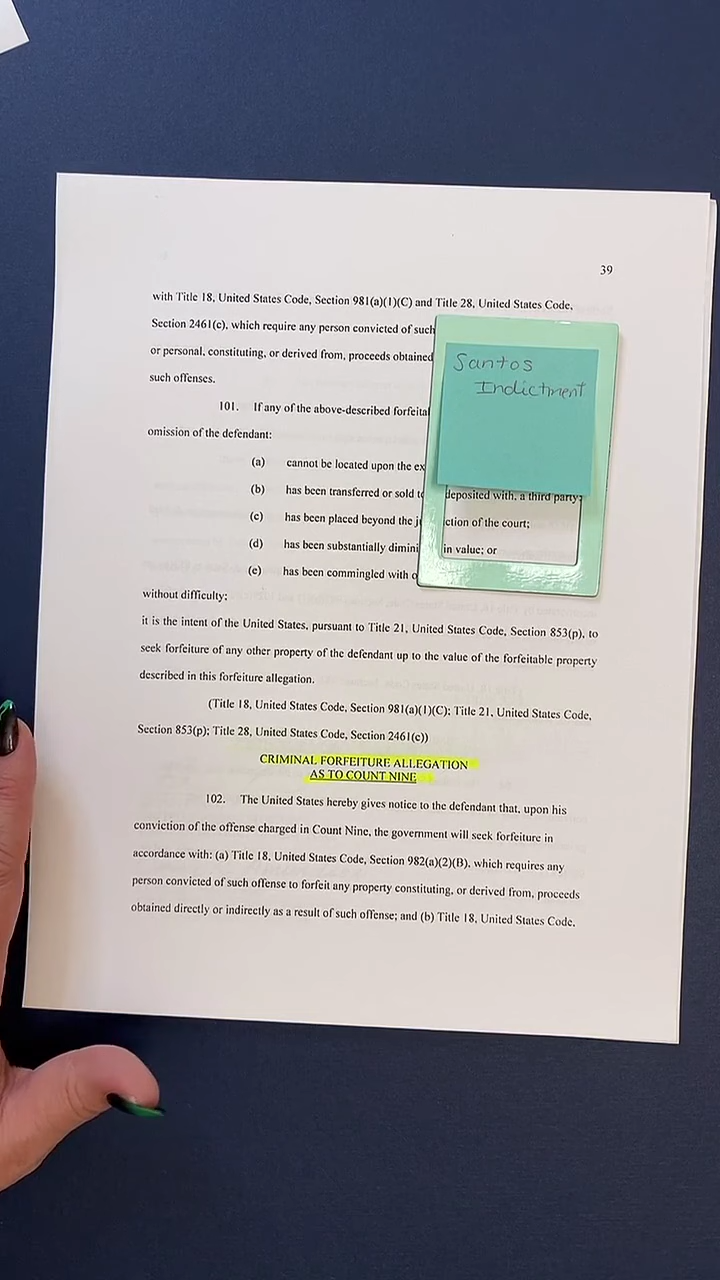 39
with Title 18, United States Code, Section 981(a)(1)(C) and Title 28, United States Code,
Section 2461(c), which require any person convicted of such
or personal, constituting, or derived from, proceeds obtained
such offenses.
Santos
Indictment
101. If any of the above-described forfeita
omission of the defendant:
(a) cannot be located upon the ex
(b) has been transferred or sold to deposited with, a third party;
(c) has been placed beyond the j ction of the court;
(d) has been substantially dimini in value; or
(e) has been commingled with o
without difficulty;
it is the intent of the United States, pursuant to Title 21, United States Code, Section 853(p), to
seek forfeiture of any other property of the defendant up to the value of the forfeitable property
described in this forfeiture allegation.
(Title 18, United States Code, Section 981(a)(1)(C); Title 21, United States Code,
Section 853(p); Title 28, United States Code, Section 2461(c))
CRIMINAL FORFEITURE ALLEGATION
AS TO COUNT NINE
102. The United States hereby gives notice to the defendant that, upon his
conviction of the offense charged in Count Nine, the government will seek forfeiture in
accordance with: (a) Title 18, United States Code, Section 982(a)(2)(B), which requires any
person convicted of such offense to forfeit any property constituting, or derived from, proceeds
obtained directly or indirectly as a result of such offense; and (b) Title 18, United States Code,